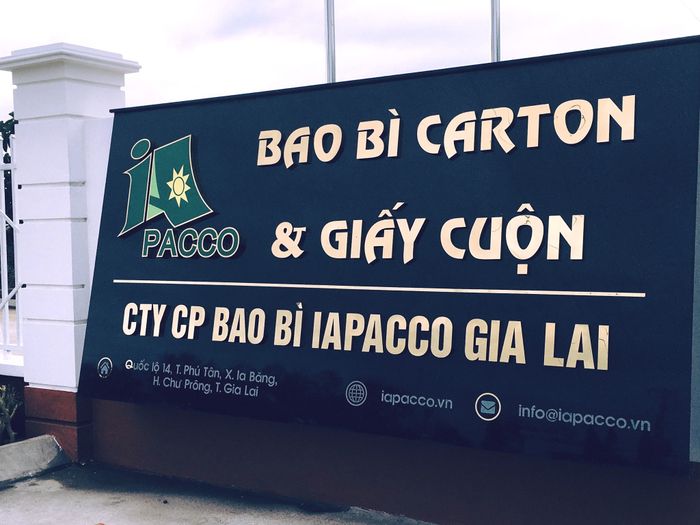 BAO BÌ CARTON
& GIẤY CUỘN
iA
PACCO
CTY CP BAO BÌ IAPACCO GIA LAI
Quốc lộ 14, T. Phú Tân, X. Ia Băng,
H. Chư Prông, T. Gia Lai
iapacco.vn
info@iapacco.vn